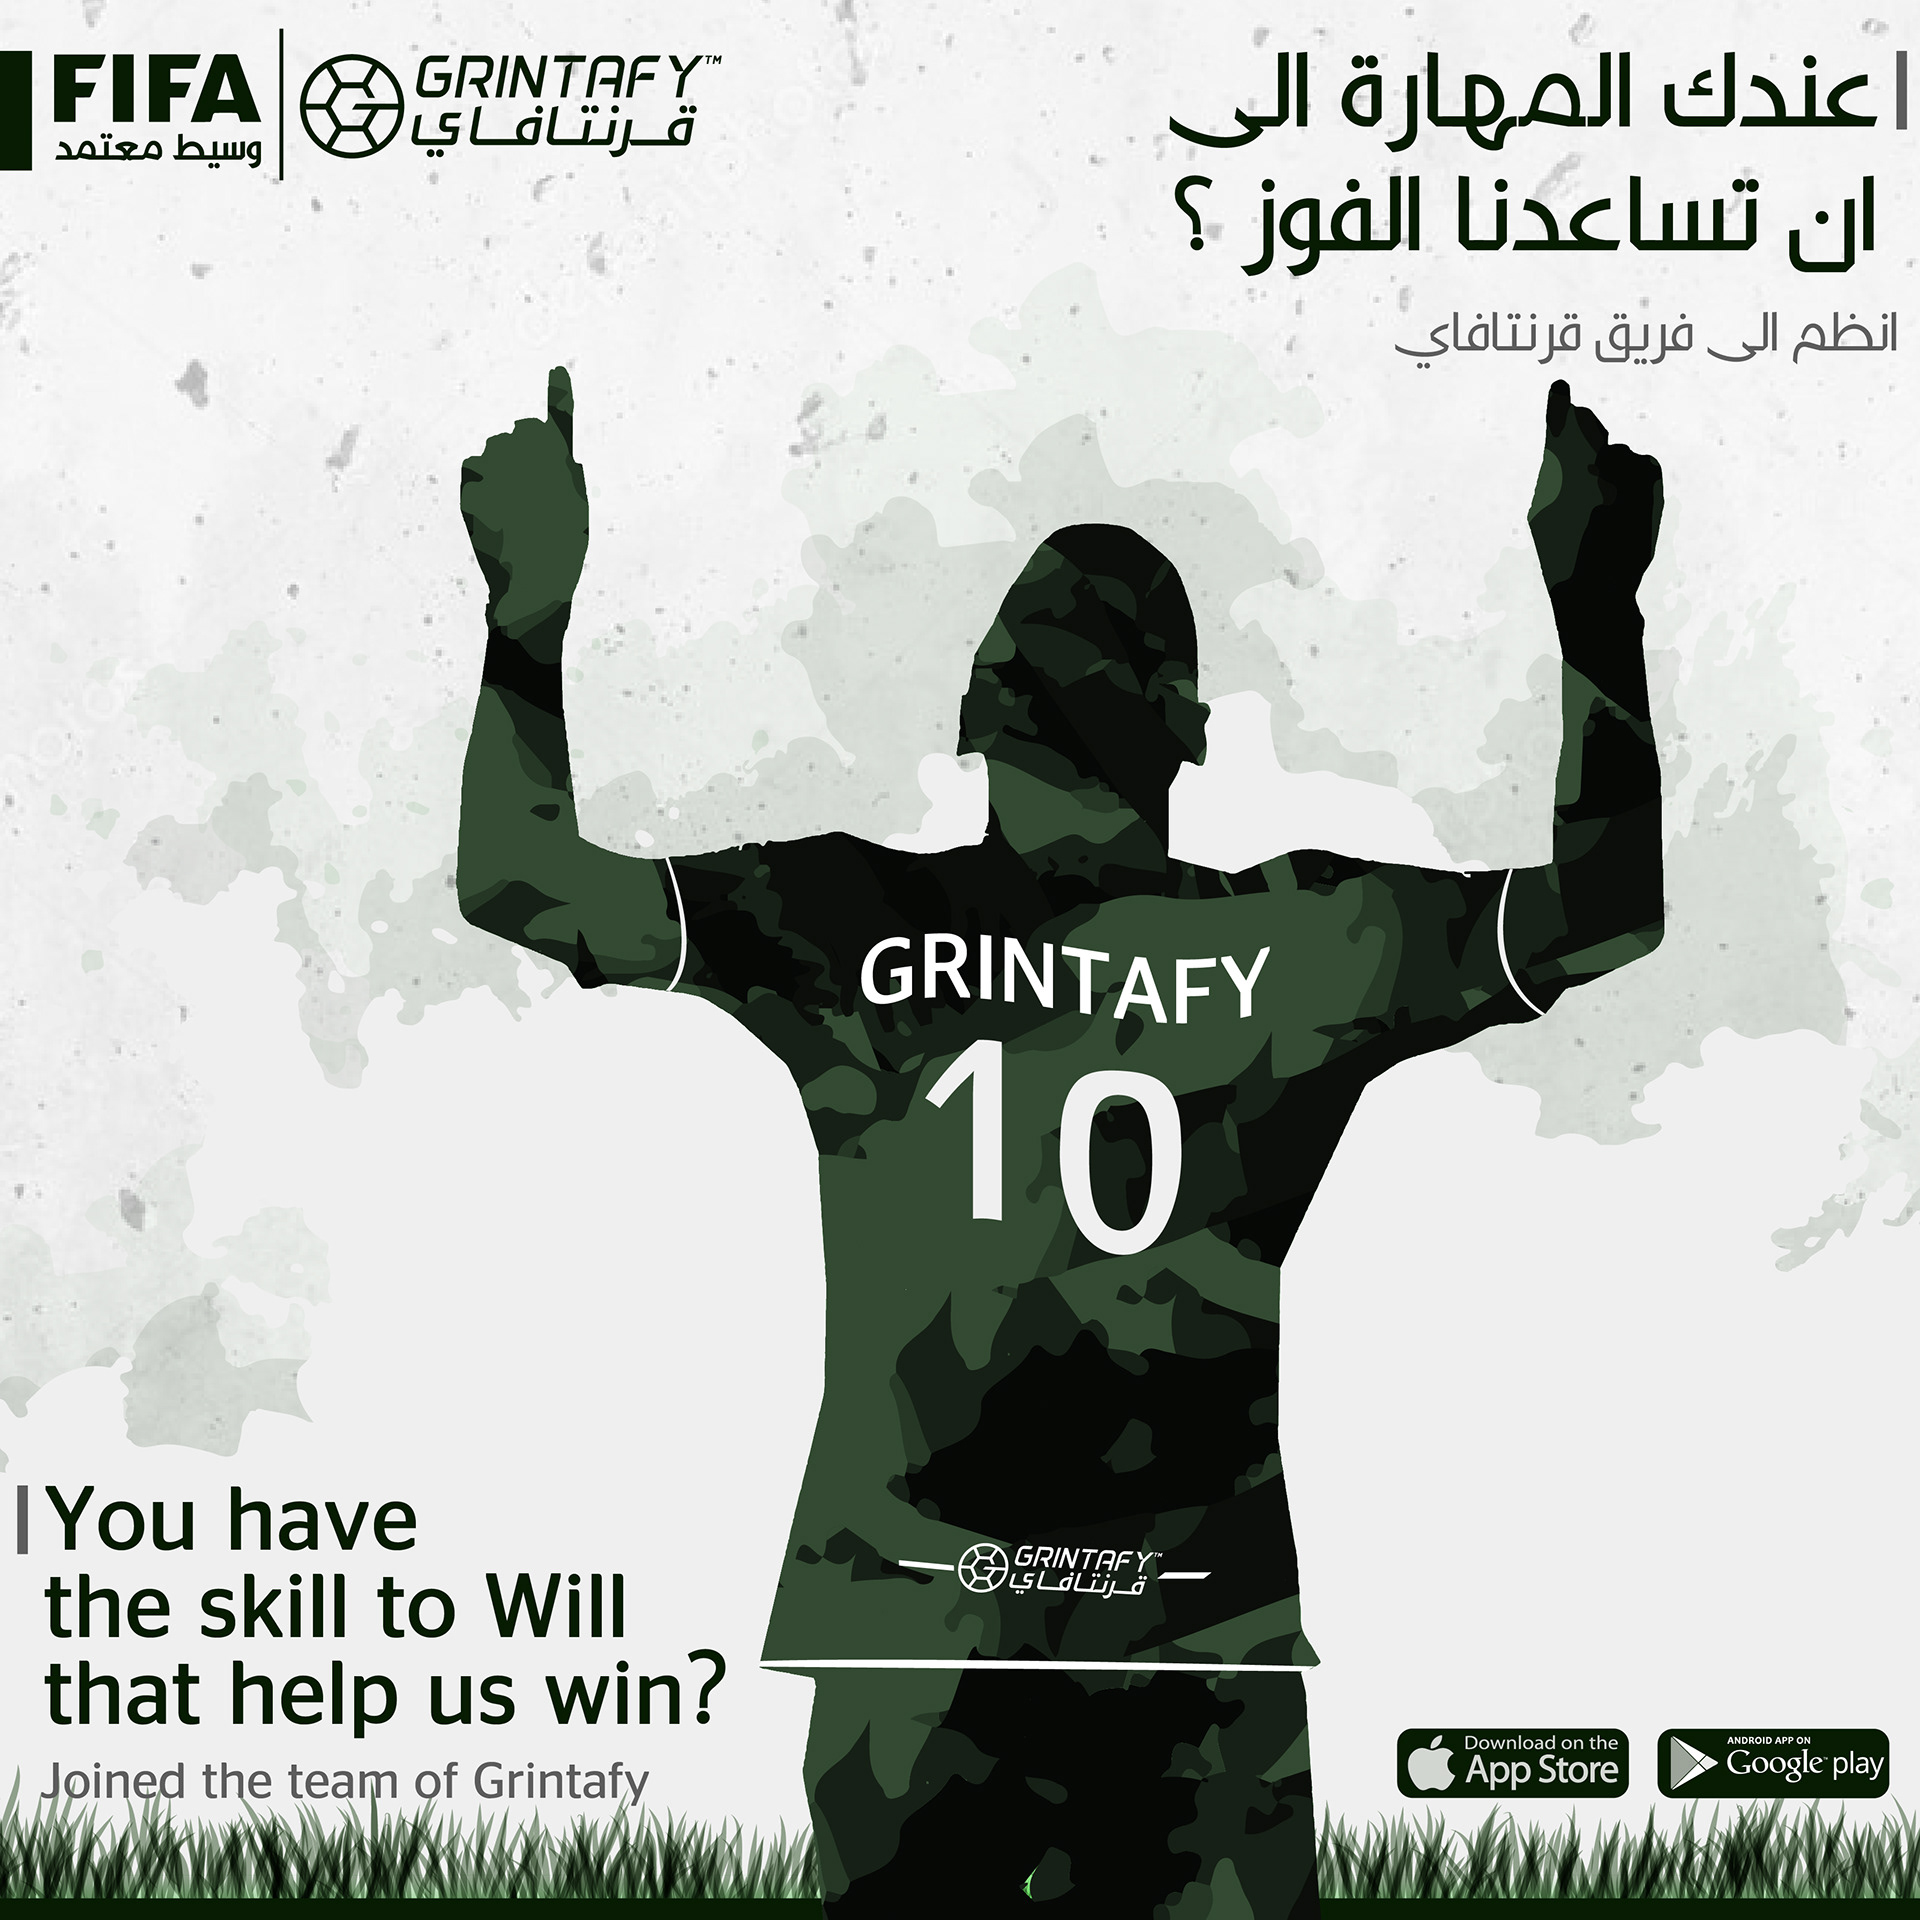 FIFA
وسيط معتمد
GRINTAFY™
قرنتافاي
عندك المهارة الى
ان تساعدنا الفوز ؟
انظم الى فريق قرنتافاي
GRINTAFY
10
GRINTAFY™
قرنتافاي
You have
the skill to Will
that help us win?
Joined the team of Grintafy
Download on the
App Store
ANDROID APP ON
Google play